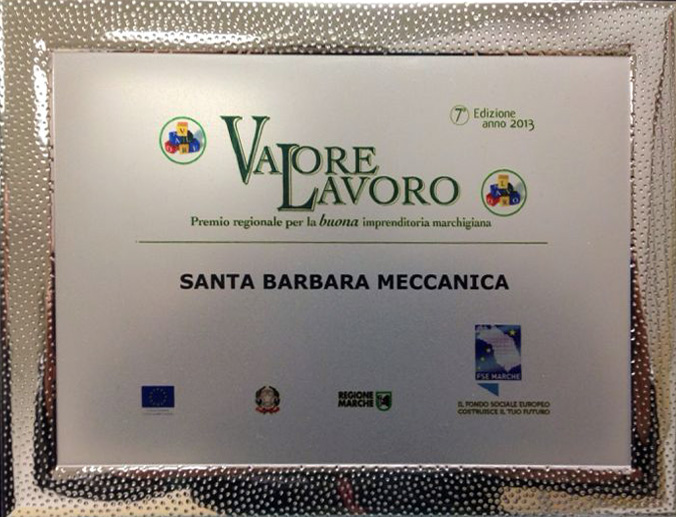 7ª Edizione
anno 2013
VALORE
LAVORO
Premio regionale per la buona imprenditoria marchigiana
SANTA BARBARA MECCANICA
REGIONE
MARCHE
FSE MARCHE
IL FONDO SOCIALE EUROPEO
COSTRUISCE IL TUO FUTURO